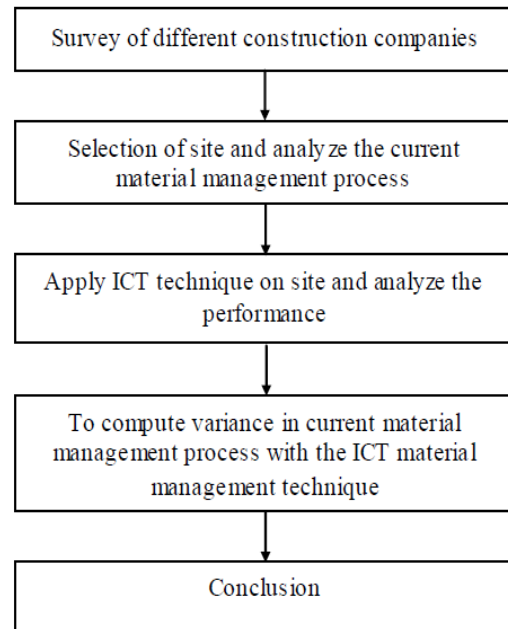 Survey of different construction companies
Selection of site and analyze the current
material management process
Apply ICT technique on site and analyze the
performance
To compute variance in current material
management process with the ICT material
management technique
Conclusion